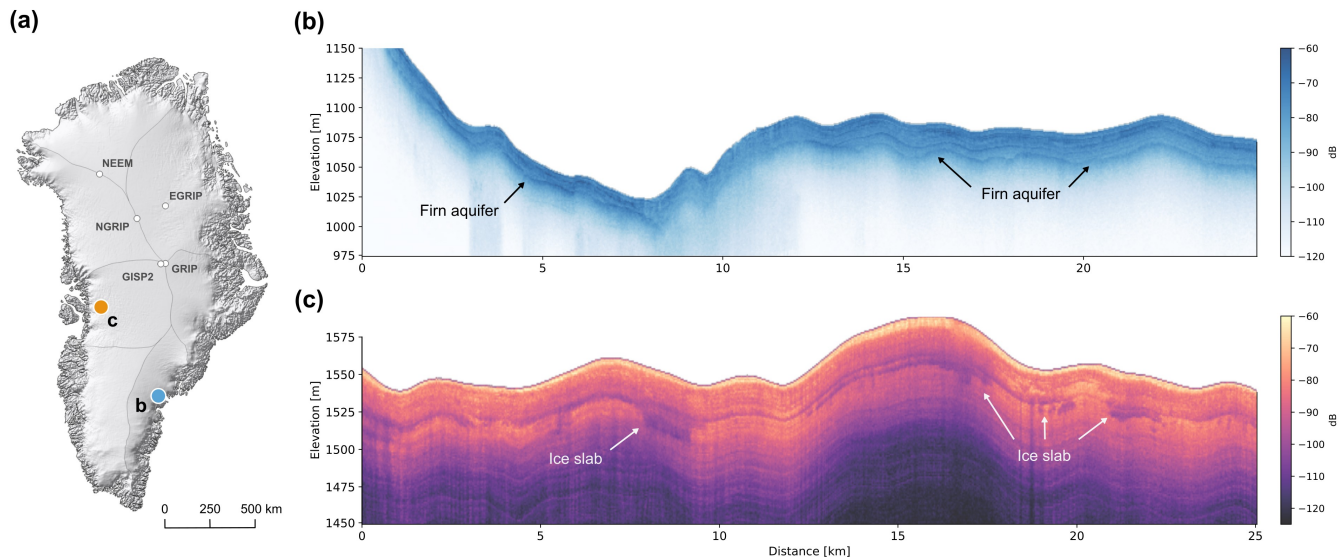 (a)
NEEM
EGRIP
NGRIP
GISP2
GRIP
c
b
0 250 500 km
(b)
Elevation [m]
1150
1125
1100
1075
1050
1025
1000
975
0 5 10 15 20
Firn aquifer
Firn aquifer
−60
−70
−80
−90
−100
−110
−120
dB
(c)
Elevation [m]
1575
1550
1525
1500
1475
1450
0 5 10 15 20 25
Distance [km]
Ice slab
Ice slab
−60
−70
−80
−90
−100
−110
−120
dB